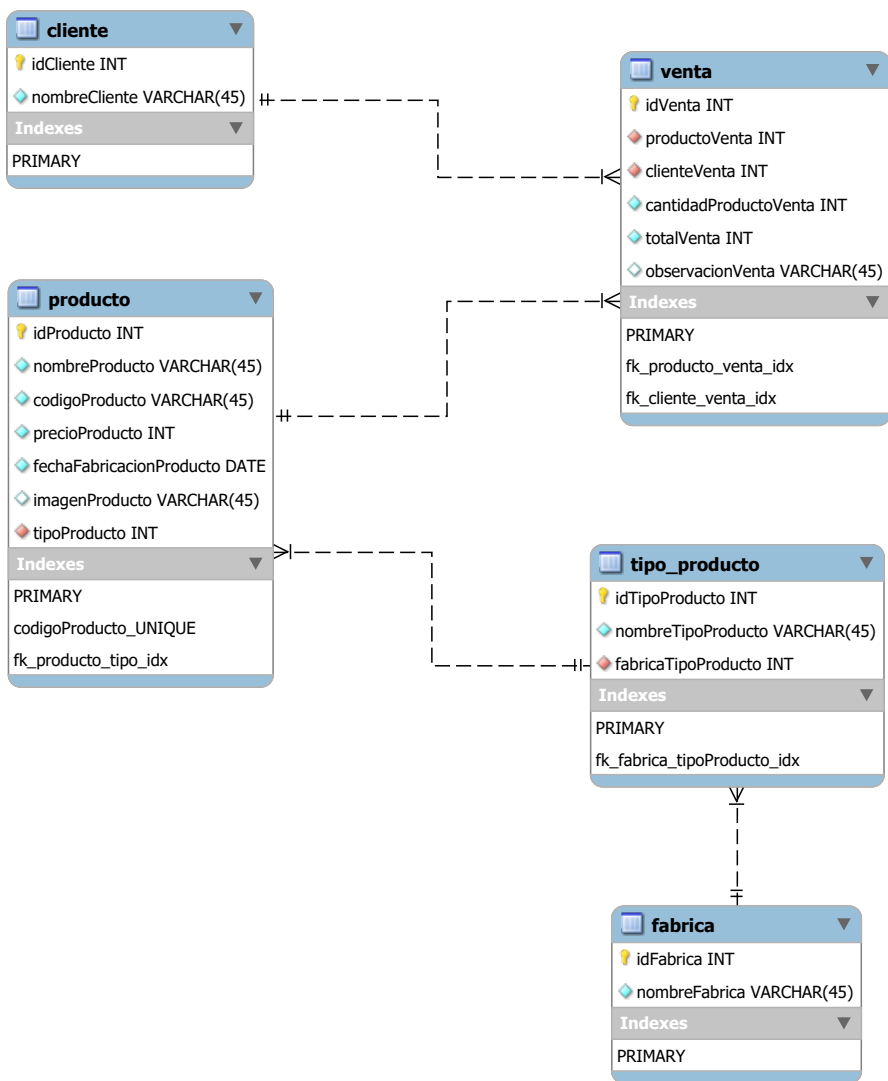 cliente
idCliente INT
nombreCliente VARCHAR(45)
Indexes
PRIMARY
venta
idVenta INT
productoVenta INT
clienteVenta INT
cantidadProductoVenta INT
totalVenta INT
observacionVenta VARCHAR(45)
Indexes
PRIMARY
fk_producto_venta_idx
fk_cliente_venta_idx
producto
idProducto INT
nombreProducto VARCHAR(45)
codigoProducto VARCHAR(45)
precioProducto INT
fechaFabricacionProducto DATE
imagenProducto VARCHAR(45)
tipoProducto INT
Indexes
PRIMARY
codigoProducto_UNIQUE
fk_producto_tipo_idx
tipo_producto
idTipoProducto INT
nombreTipoProducto VARCHAR(45)
fabricaTipoProducto INT
Indexes
PRIMARY
fk_fabrica_tipoProducto_idx
fabrica
idFabrica INT
nombreFabrica VARCHAR(45)
Indexes
PRIMARY